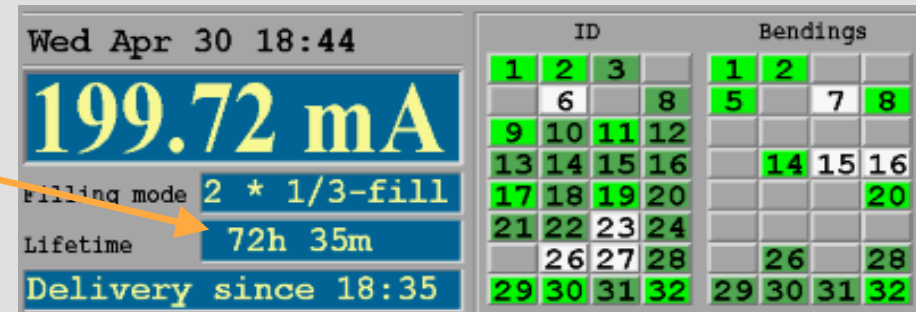 Wed Apr 30 18:44
199.72 mA
Filling mode 2 * 1/3-fill
Lifetime 72h 35m
Delivery since 18:35
ID
1 2 3
6 8
9 10 11 12
13 14 15 16
17 18 19 20
21 22 23 24
26 27 28
29 30 31 32
Bendings
1 2
5 7 8
14 15 16
20
26 28
29 30 31 32